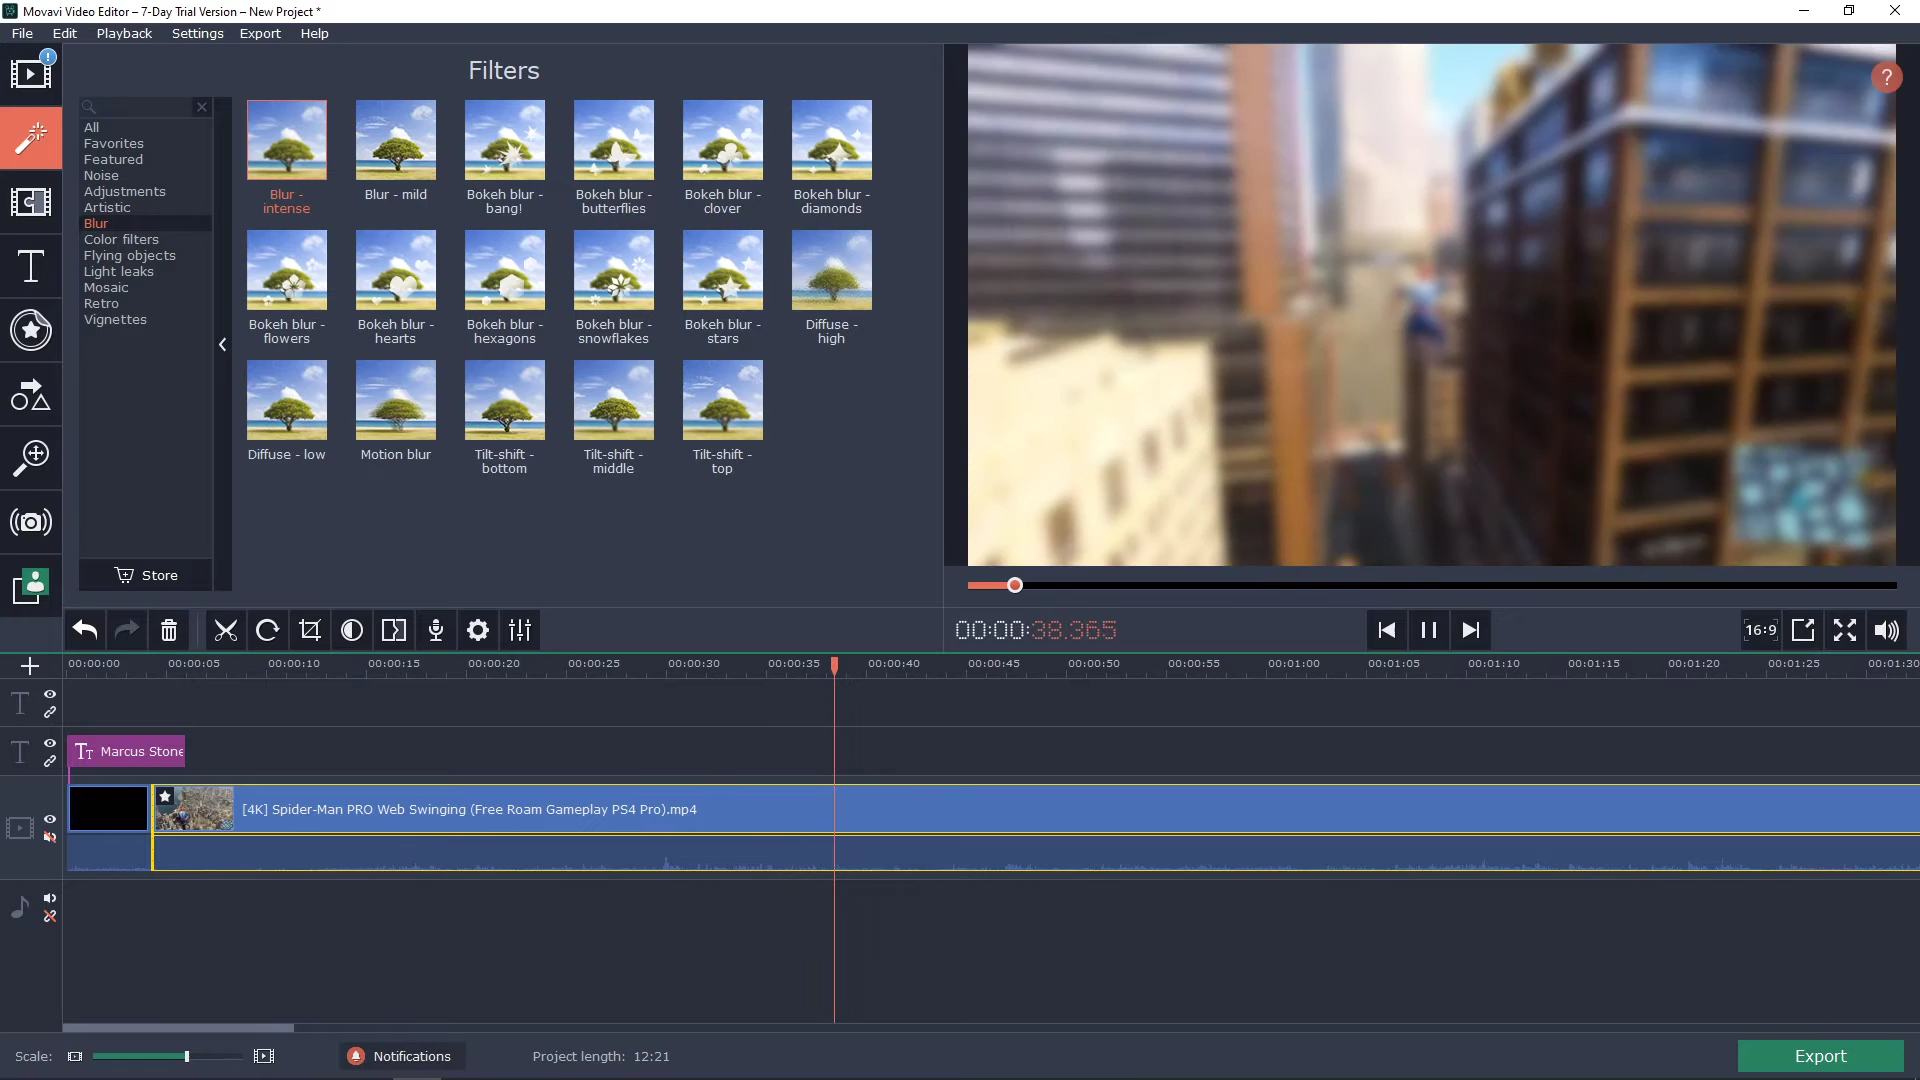 Movavi Video Editor – 7-Day Trial Version – New Project *
File Edit Playback Settings Export Help
Filters
?
All
Favorites
Featured
Noise
Adjustments
Artistic
Blur
Color filters
Flying objects
Light leaks
Mosaic
Retro
Vignettes
Store
Blur -
intense
Blur - mild
Bokeh blur -
bang!
Bokeh blur -
butterflies
Bokeh blur -
clover
Bokeh blur -
diamonds
Bokeh blur -
flowers
Bokeh blur -
hearts
Bokeh blur -
hexagons
Bokeh blur -
snowflakes
Bokeh blur -
stars
Diffuse -
high
Diffuse - low
Motion blur
Tilt-shift -
bottom
Tilt-shift -
middle
Tilt-shift -
top
00:00:38.365
16:9
00:00:00 00:00:05 00:00:10 00:00:15 00:00:20 00:00:25 00:00:30 00:00:35 00:00:40 00:00:45 00:00:50 00:00:55 00:01:00 00:01:05 00:01:10 00:01:15 00:01:20 00:01:25 00:01:30
Marcus Stone
[4K] Spider-Man PRO Web Swinging (Free Roam Gameplay PS4 Pro).mp4
Scale: Notifications Project length: 12:21 Export